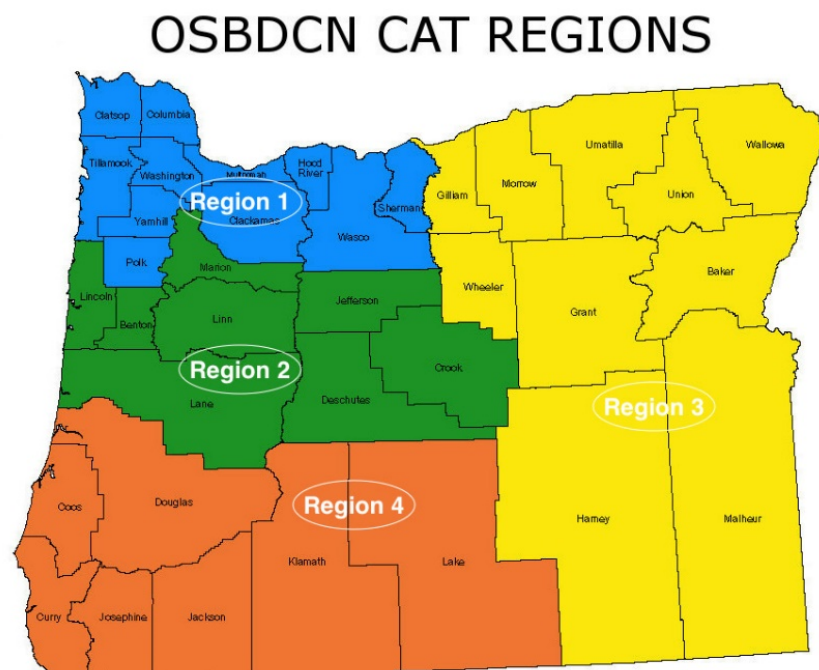 OSBDCN CAT REGIONS
Clatsop
Columbia
Tillamook
Washington
Multnomah
Hood
River
Region 1
Yamhill
Clackamas
Sherman
Wasco
Polk
Gilliam
Morrow
Umatilla
Union
Wallowa
Baker
Wheeler
Grant
Region 3
Harney
Malheur
Marion
Lincoln
Benton
Linn
Jefferson
Crook
Region 2
Lane
Deschutes
Region 4
Coos
Douglas
Klamath
Lake
Curry
Josephine
Jackson